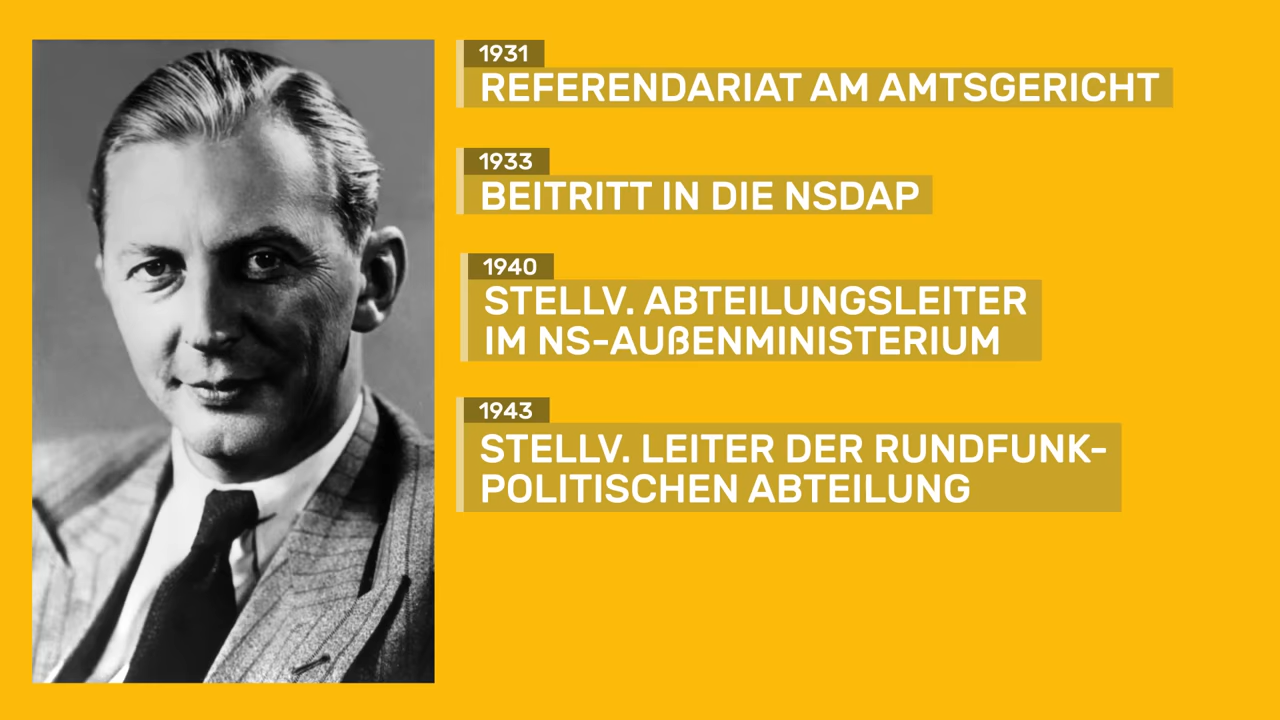 1931
REFERENDARIAT AM AMTSGERICHT
1933
BEITRITT IN DIE NSDAP
1940
STELLV. ABTEILUNGSLEITER
IM NS-AUßENMINISTERIUM
1943
STELLV. LEITER DER RUNDFUNK-
POLITISCHEN ABTEILUNG